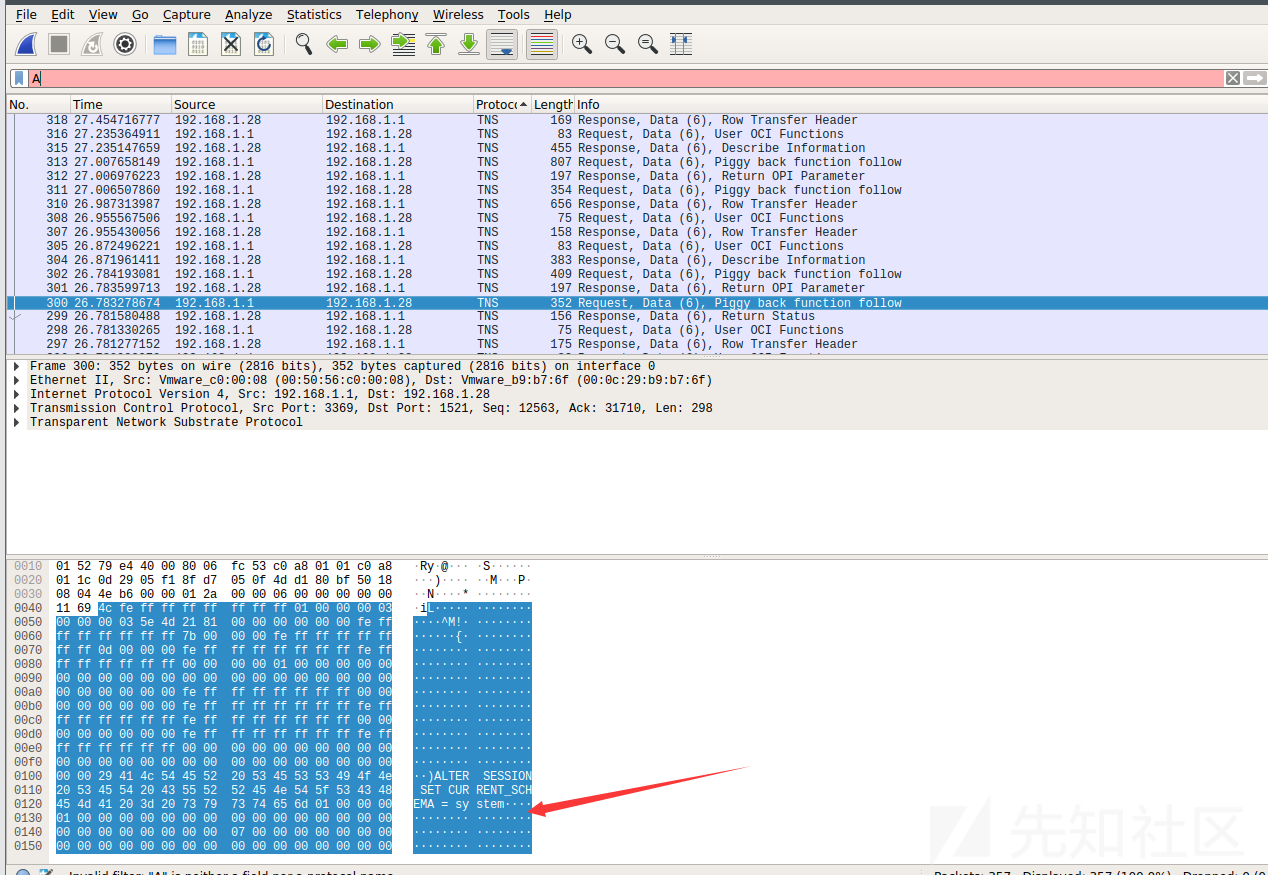 File Edit View Go Capture Analyze Statistics Telephony Wireless Tools Help
A
No. Time Source Destination Protoc Length Info
318 27.454716777 192.168.1.28 192.168.1.1 TNS 169 Response, Data (6), Row Transfer Header
316 27.235364911 192.168.1.1 192.168.1.28 TNS 83 Request, Data (6), User OCI Functions
315 27.235147659 192.168.1.28 192.168.1.1 TNS 455 Response, Data (6), Describe Information
313 27.007658149 192.168.1.1 192.168.1.28 TNS 807 Request, Data (6), Piggy back function follow
312 27.006976223 192.168.1.28 192.168.1.1 TNS 197 Response, Data (6), Return OPI Parameter
311 27.006507860 192.168.1.1 192.168.1.28 TNS 354 Request, Data (6), Piggy back function follow
310 26.987313987 192.168.1.28 192.168.1.1 TNS 656 Response, Data (6), Row Transfer Header
308 26.955567506 192.168.1.1 192.168.1.28 TNS 75 Request, Data (6), User OCI Functions
307 26.955430056 192.168.1.28 192.168.1.1 TNS 158 Response, Data (6), Row Transfer Header
305 26.872496221 192.168.1.1 192.168.1.28 TNS 83 Request, Data (6), User OCI Functions
304 26.871961411 192.168.1.28 192.168.1.1 TNS 383 Response, Data (6), Describe Information
302 26.784193081 192.168.1.1 192.168.1.28 TNS 409 Request, Data (6), Piggy back function follow
301 26.783599713 192.168.1.28 192.168.1.1 TNS 197 Response, Data (6), Return OPI Parameter
300 26.783278674 192.168.1.1 192.168.1.28 TNS 352 Request, Data (6), Piggy back function follow
299 26.781580488 192.168.1.28 192.168.1.1 TNS 156 Response, Data (6), Return Status
298 26.781330265 192.168.1.1 192.168.1.28 TNS 75 Request, Data (6), User OCI Functions
297 26.781277152 192.168.1.28 192.168.1.1 TNS 175 Response, Data (6), Row Transfer Header
Frame 300: 352 bytes on wire (2816 bits), 352 bytes captured (2816 bits) on interface 0
Ethernet II, Src: Vmware_c0:00:08 (00:50:56:c0:00:08), Dst: Vmware_b9:b7:6f (00:0c:29:b9:b7:6f)
Internet Protocol Version 4, Src: 192.168.1.1, Dst: 192.168.1.28
Transmission Control Protocol, Src Port: 3369, Dst Port: 1521, Seq: 12563, Ack: 31710, Len: 298
Transparent Network Substrate Protocol
0010 01 52 79 e4 40 00 80 06 fc 53 c0 a8 01 01 c0 a8 ·Ry·@··· ·S······
0020 01 1c 0d 29 05 f1 8f d7 05 0f 4d d1 80 bf 50 18 ···)···· ··M···P·
0030 08 04 4e b6 00 00 01 2a 00 00 06 00 00 00 00 00 ··N····* ········
0040 11 69 4c fe ff ff ff ff ff ff ff 01 00 00 00 03 ·iL····· ········
0050 00 00 00 03 5e 4d 21 81 00 00 00 00 00 00 fe ff ····^M!· ········
0060 ff ff ff ff ff ff 7b 00 00 00 fe ff ff ff ff ff ······{· ········
0070 ff ff 0d 00 00 00 fe ff ff ff ff ff ff ff fe ff ········ ········
0080 ff ff ff ff ff ff 00 00 00 00 01 00 00 00 00 00 ········ ········
0090 00 00 00 00 00 00 00 00 00 00 00 00 00 00 00 00 ········ ········
00a0 00 00 00 00 00 00 fe ff ff ff ff ff ff ff 00 00 ········ ········
00b0 00 00 00 00 00 00 fe ff ff ff ff ff ff ff fe ff ········ ········
00c0 ff ff ff ff ff ff fe ff ff ff ff ff ff ff 00 00 ········ ········
00d0 00 00 00 00 00 00 fe ff ff ff ff ff ff ff fe ff ········ ········
00e0 ff ff ff ff ff ff 00 00 00 00 00 00 00 00 00 00 ········ ········
00f0 00 00 00 00 00 00 00 00 00 00 00 00 00 00 00 00 ········ ········
0100 00 00 29 41 4c 54 45 52 20 53 45 53 53 49 4f 4e ··)ALTER SESSION
0110 20 53 45 54 20 43 55 52 52 45 4e 54 5f 53 43 48 SET CUR RENT_SCH
0120 45 4d 41 20 3d 20 73 79 73 74 65 6d 01 00 00 00 EMA = sy stem····
0130 01 00 00 00 00 00 00 00 00 00 00 00 00 00 00 00 ········ ········
0140 00 00 00 00 00 00 00 00 07 00 00 00 00 00 00 00 ········ ········
0150 00 00 00 00 00 00 00 00 00 00 00 00 00 00 00 00 ········ ········
先知社区